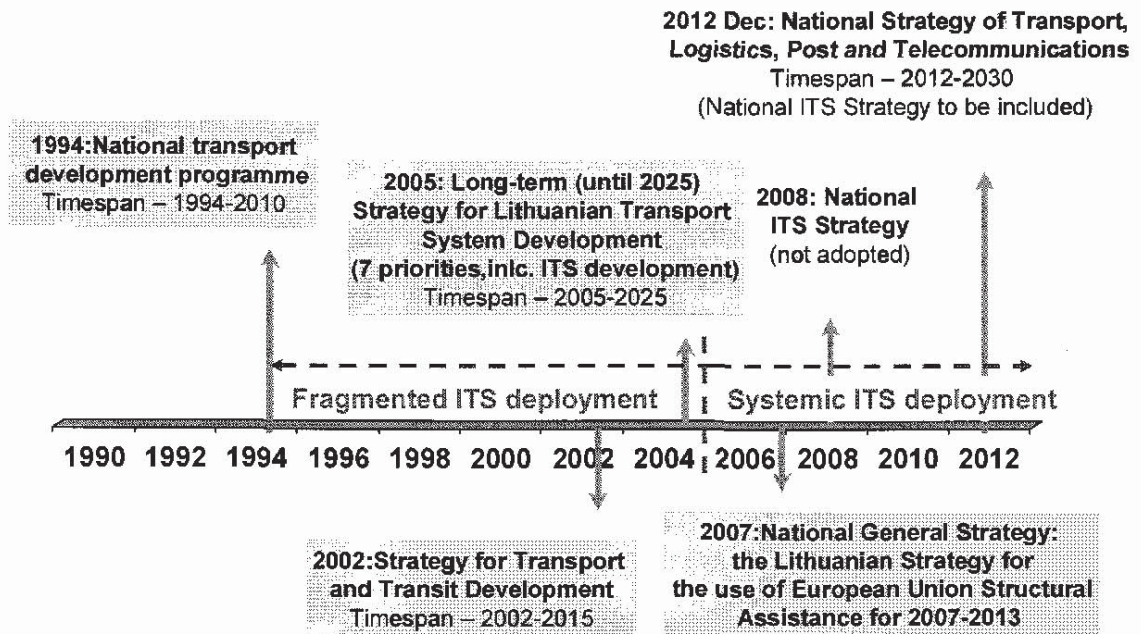 2012 Dec: National Strategy of Transport,
Logistics, Post and Telecommunications
Timespan – 2012-2030
(National ITS Strategy to be included)
1994:National transport
development programme
Timespan – 1994-2010
2005: Long-term (until 2025)
Strategy for Lithuanian Transport
System Development
(7 priorities,inlc. ITS development)
Timespan – 2005-2025
2008: National
ITS Strategy
(not adopted)
Fragmented ITS deployment
Systemic ITS deployment
1990 1992 1994 1996 1998 2000 2002 2004 2006 2008 2010 2012
2002:Strategy for Transport
and Transit Development
Timespan – 2002-2015
2007:National General Strategy:
the Lithuanian Strategy for
the use of European Union Structural
Assistance for 2007-2013